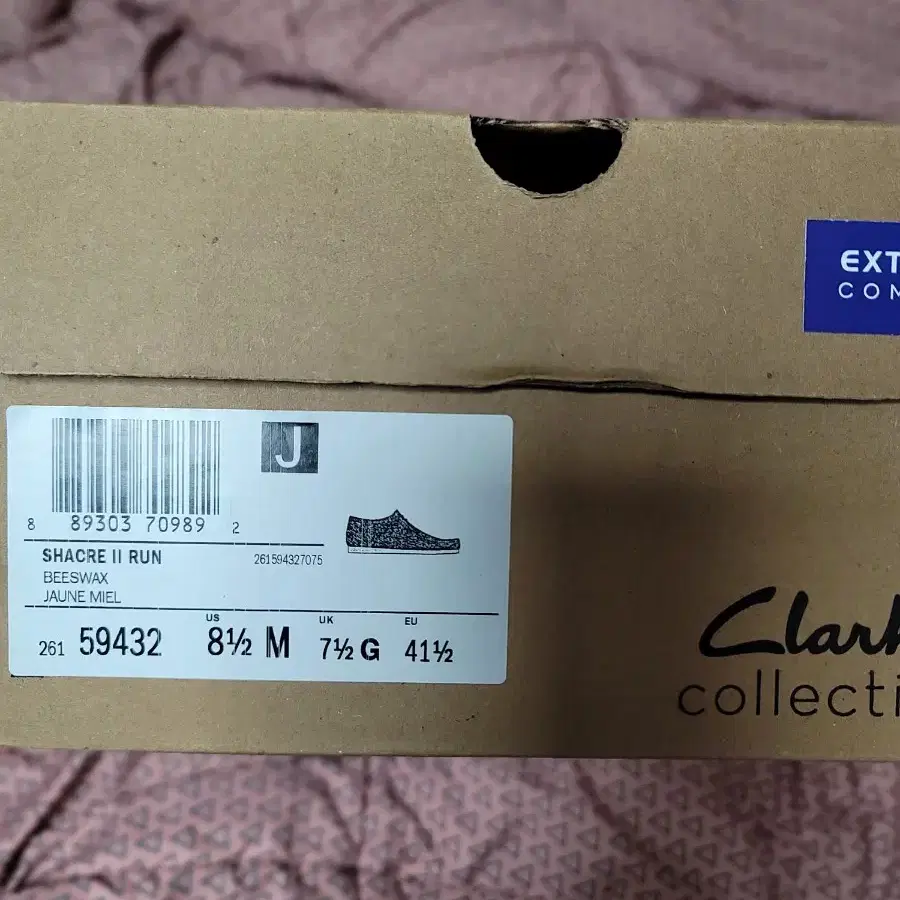 EXT
COM
J
8 89303 70989 2
SHACRE II RUN 261594327075
BEESWAX
JAUNE MIEL
US UK EU
261 59432 8½ M 7½ G 41½
Clark
collecti